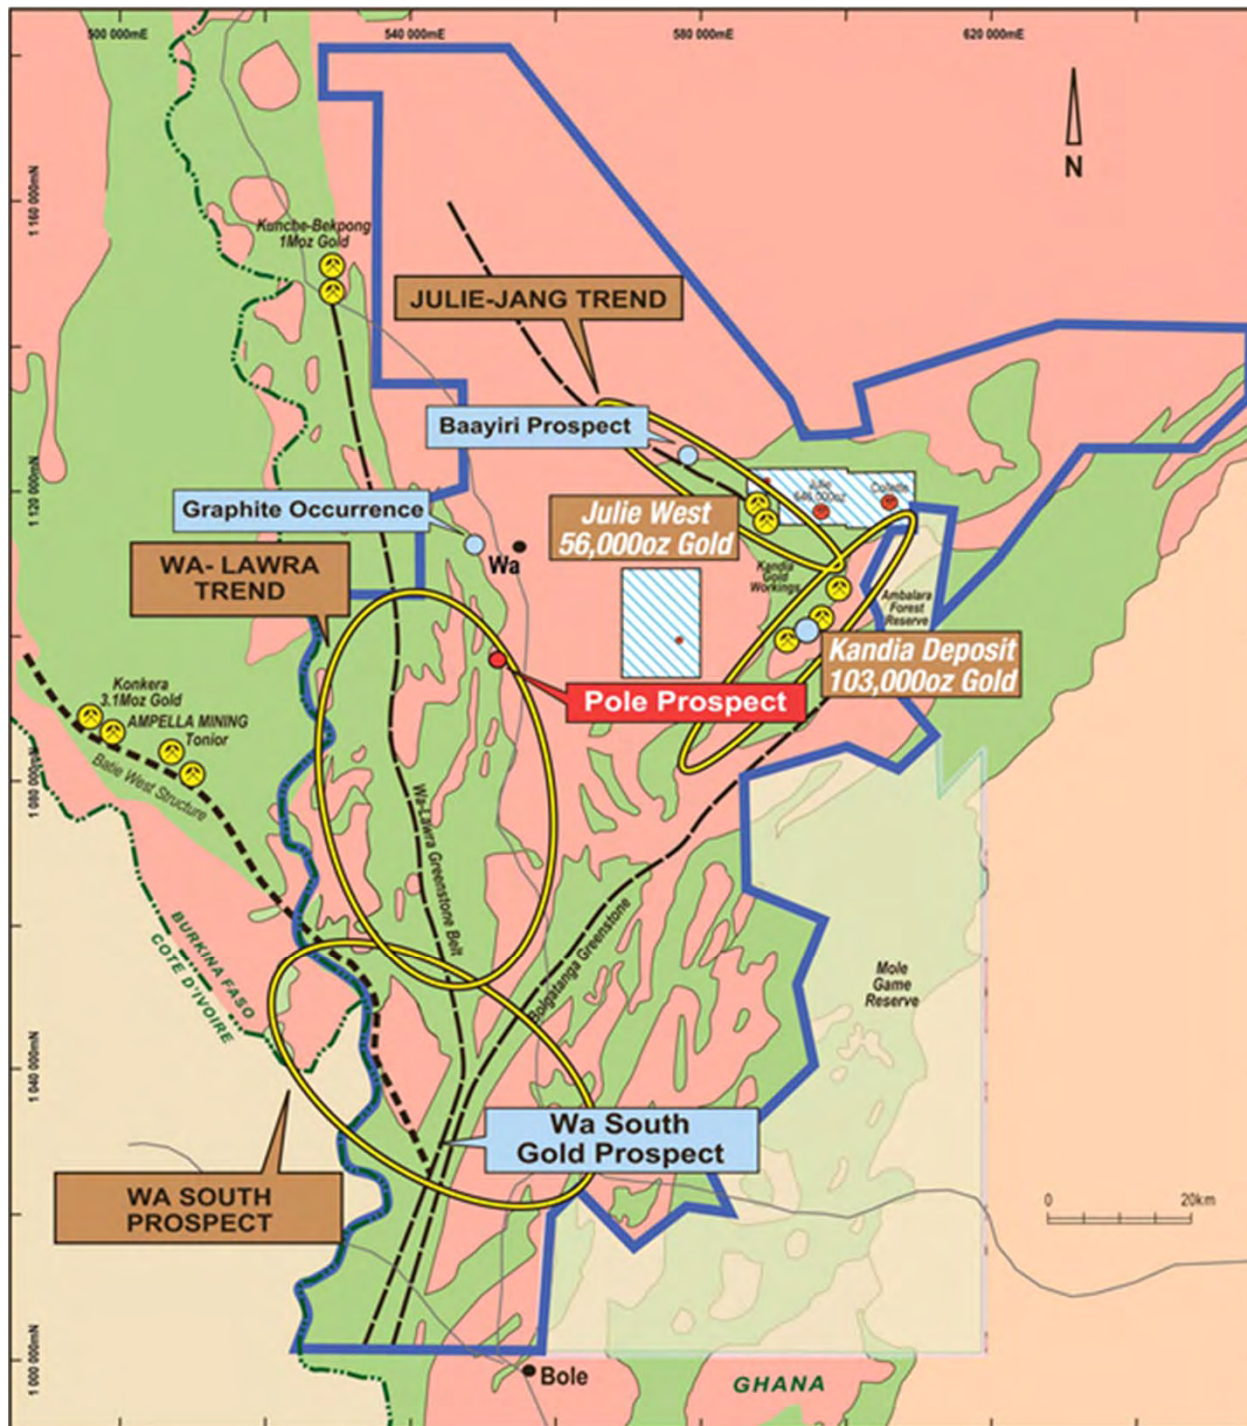 500 000mE
540 000mE
580 000mE
620 000mE
N
1 160 000mN
Kunche-Bekpong
1Moz Gold
JULIE-JANG TREND
Baayiri Prospect
1 120 000mN
Graphite Occurrence
Julie
Collette
Julie West
56,000oz Gold
Wa
WA- LAWRA
TREND
Kandia
Gold
Workings
Ambalara
Forest
Reserve
Kandia Deposit
103,000oz Gold
Pole Prospect
Konkera
3.1Moz Gold
AMPELLA MINING
Tonior
Batie West Structure
1 080 000mN
Wa-Lawra Greenstone Belt
Bolgatanga Greenstone
BURKINA FASO
COTE D'IVOIRE
Mole
Game
Reserve
1 040 000mN
Wa South
Gold Prospect
WA SOUTH
PROSPECT
0
20km
1 000 000mN
Bole
GHANA